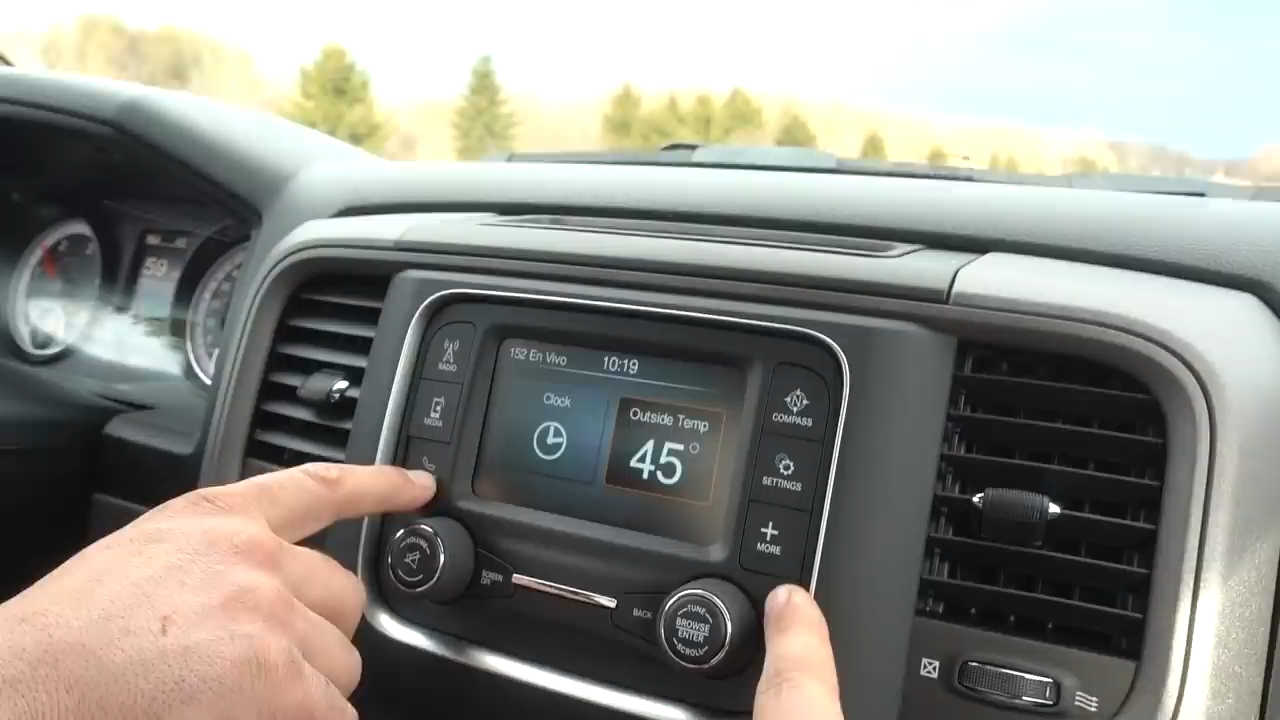 59
RADIO
MEDIA
152 En Vivo 10:19
Clock
Outside Temp
45°
N
COMPASS
SETTINGS
+
MORE
VOLUME
SCREEN
OFF
BACK
TUNE
BROWSE
ENTER
SCROLL